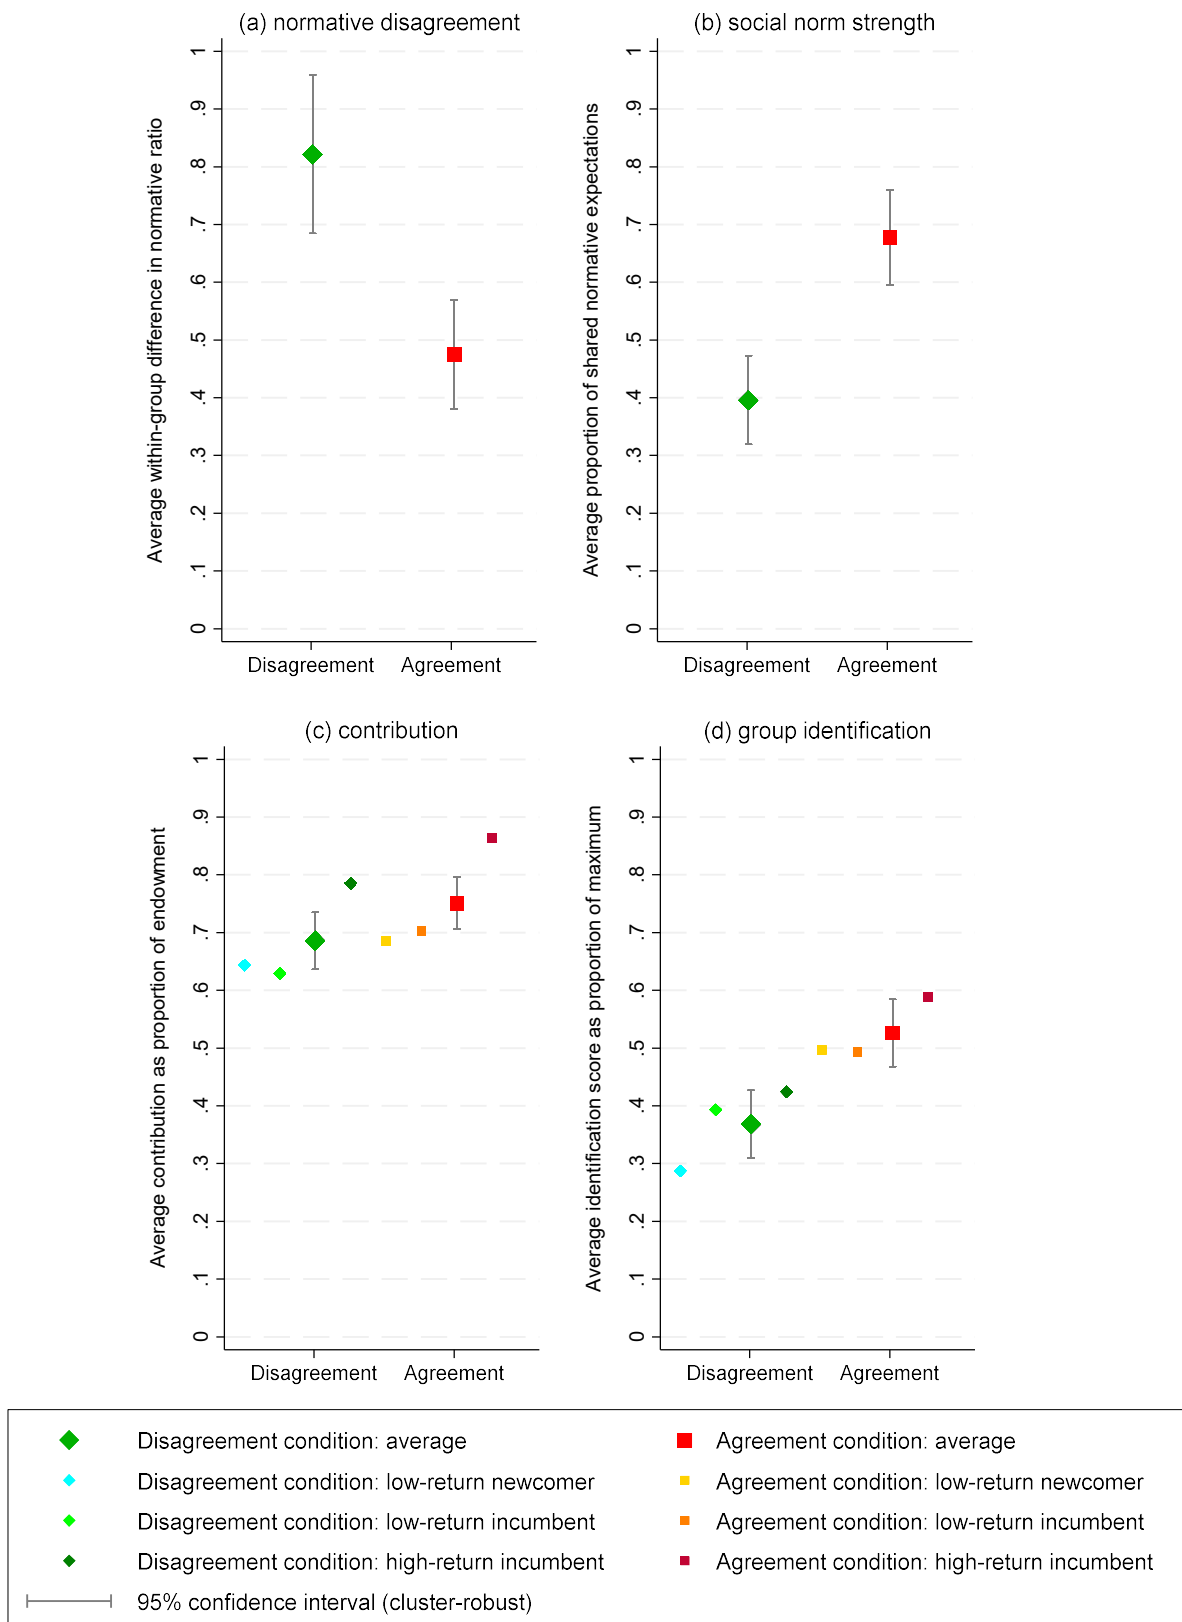 (a) normative disagreement
Average within-group difference in normative ratio
1
.9
.8
.7
.6
.5
.4
.3
.2
.1
0
Disagreement
Agreement
(b) social norm strength
Average proportion of shared normative expectations
1
.9
.8
.7
.6
.5
.4
.3
.2
.1
0
Disagreement
Agreement
(c) contribution
Average contribution as proportion of endowment
1
.9
.8
.7
.6
.5
.4
.3
.2
.1
0
Disagreement
Agreement
(d) group identification
Average identification score as proportion of maximum
1
.9
.8
.7
.6
.5
.4
.3
.2
.1
0
Disagreement
Agreement
Disagreement condition: average
Agreement condition: average
Disagreement condition: low-return newcomer
Agreement condition: low-return newcomer
Disagreement condition: low-return incumbent
Agreement condition: low-return incumbent
Disagreement condition: high-return incumbent
Agreement condition: high-return incumbent
95% confidence interval (cluster-robust)